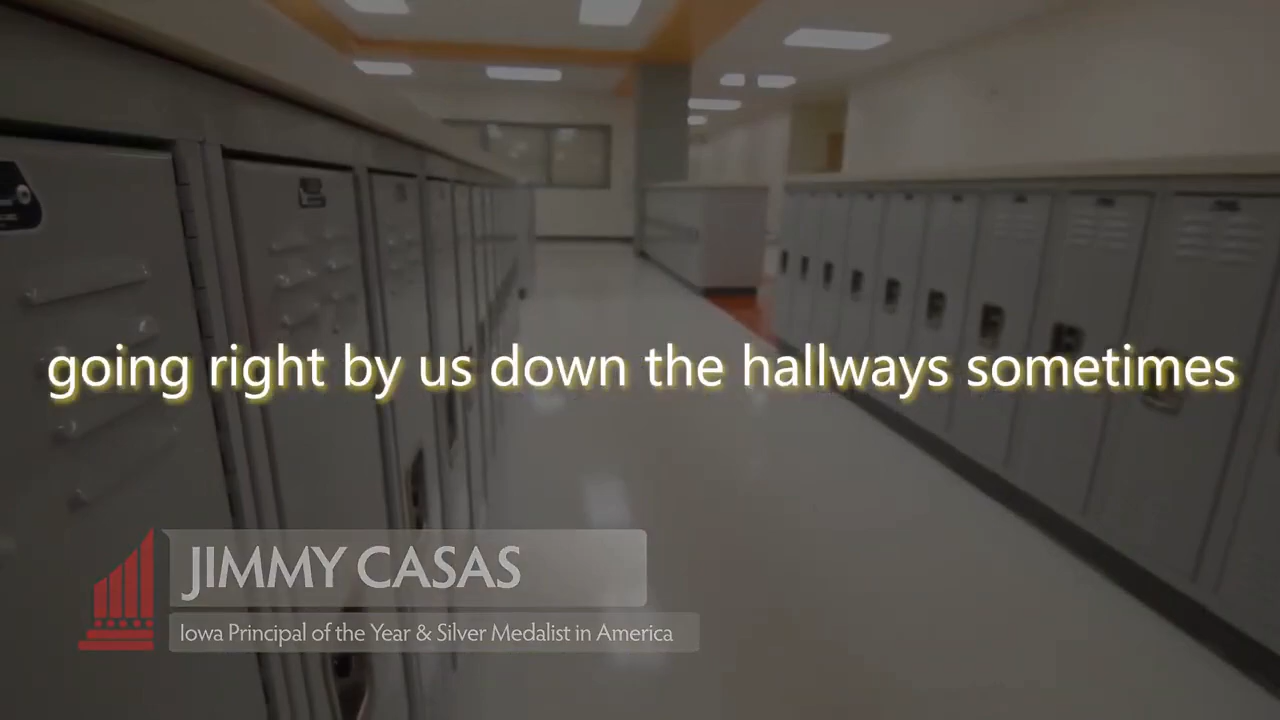 going right by us down the hallways sometimes
JIMMY CASAS
Iowa Principal of the Year & Silver Medalist in America